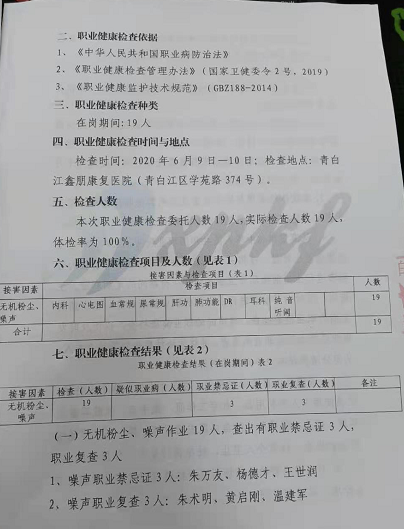 二、职业健康检查依据
1、《中华人民共和国职业病防治法》
2、《职业健康检查管理办法》（国家卫健委令2号，2019）
3、《职业健康监护技术规范》（GBZ188-2014）
三、职业健康检查种类
在岗期间:19人
四、职业健康检查时间与地点
检查时间：2020年6月9日—10日；检查地点：青白
江鑫朋康复医院（青白江区学苑路374号）。
五、检查人数
本次职业健康检查委托人数19人,实际检查人数19人，
体检率为100%。
xphf
六、职业健康检查项目及人数（见表1）
接害因素与检查项目（表1）
接害因素 检查项目 人数
无机粉尘、噪声 内科 心电图 血常规 尿常规 肝功 肺功能 DR 耳科 纯音听阈 19
合计 19
七、职业健康检查结果（见表2）
职业健康检查结果（在岗期间）表2
接害因素 检查（人数） 疑似职业病（人数） 职业禁忌证（人数） 职业复查（人数） 备注
无机粉尘、噪声 19 3 3
（一）无机粉尘、噪声作业19人，查出有职业禁忌证3人，
职业复查3人
1、噪声职业禁忌证3人：朱万友、杨德才、王世润
2、噪声职业复查3人：朱术明、黄启刚、温建军